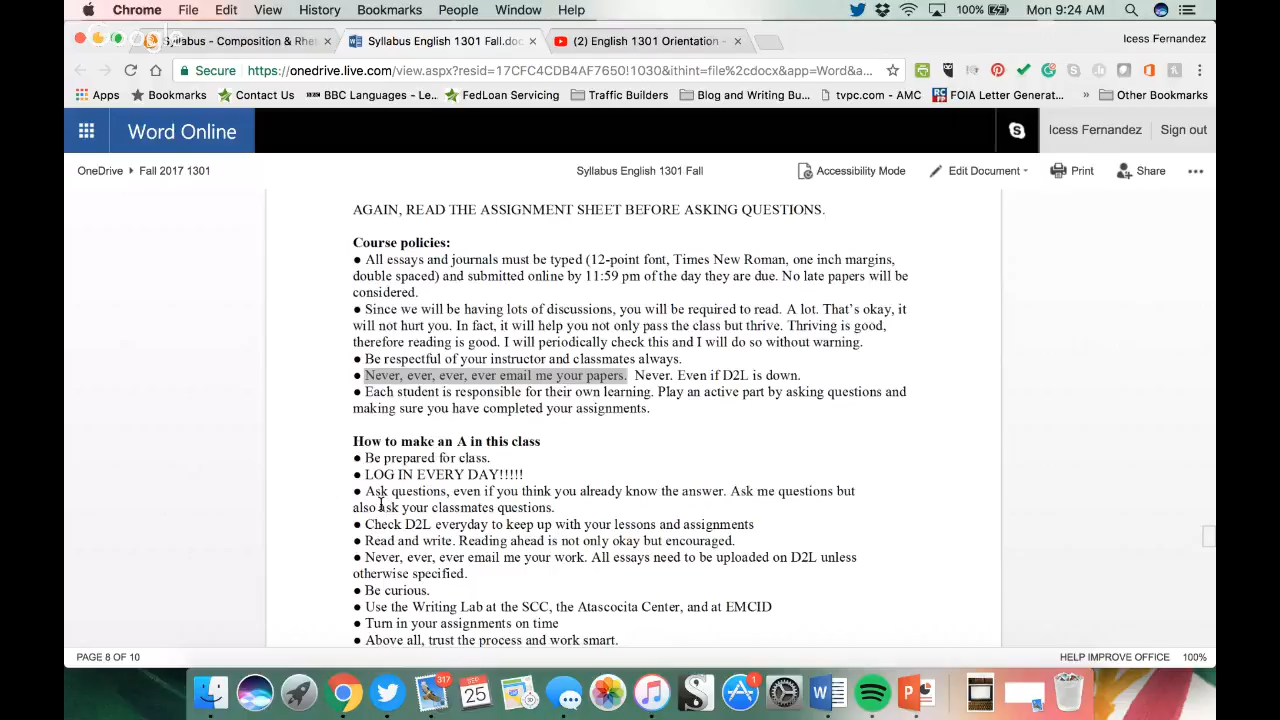 Chrome File Edit View History Bookmarks People Window Help 100% Mon 9:24 AM
Syllabus - Composition & Rhe × Syllabus English 1301 Fall.doc × (2) English 1301 Orientation - × Icess Fernandez
Secure https://onedrive.live.com/view.aspx?resid=17CFC4CDB4AF7650!1030&ithint=file%2cdocx&app=Word&a...
Apps Bookmarks Contact Us BBC Languages - Le... FedLoan Servicing Traffic Builders Blog and Writing Bu... tvpc.com - AMC FOIA Letter Generat... » Other Bookmarks
Word Online Icess Fernandez Sign out
OneDrive Fall 2017 1301 Syllabus English 1301 Fall Accessibility Mode Edit Document Print Share ...
AGAIN, READ THE ASSIGNMENT SHEET BEFORE ASKING QUESTIONS.
Course policies:
● All essays and journals must be typed (12-point font, Times New Roman, one inch margins,
double spaced) and submitted online by 11:59 pm of the day they are due. No late papers will be
considered.
● Since we will be having lots of discussions, you will be required to read. A lot. That's okay, it
will not hurt you. In fact, it will help you not only pass the class but thrive. Thriving is good,
therefore reading is good. I will periodically check this and I will do so without warning.
● Be respectful of your instructor and classmates always.
● Never, ever, ever, ever email me your papers. Never. Even if D2L is down.
● Each student is responsible for their own learning. Play an active part by asking questions and
making sure you have completed your assignments.
How to make an A in this class
● Be prepared for class.
● LOG IN EVERY DAY!!!!!
● Ask questions, even if you think you already know the answer. Ask me questions but
also ask your classmates questions.
● Check D2L everyday to keep up with your lessons and assignments
● Read and write. Reading ahead is not only okay but encouraged.
● Never, ever, ever email me your work. All essays need to be uploaded on D2L unless
otherwise specified.
● Be curious.
● Use the Writing Lab at the SCC, the Atascocita Center, and at EMCID
● Turn in your assignments on time
● Above all, trust the process and work smart.
PAGE 8 OF 10 HELP IMPROVE OFFICE 100%
317 SEP 25 1